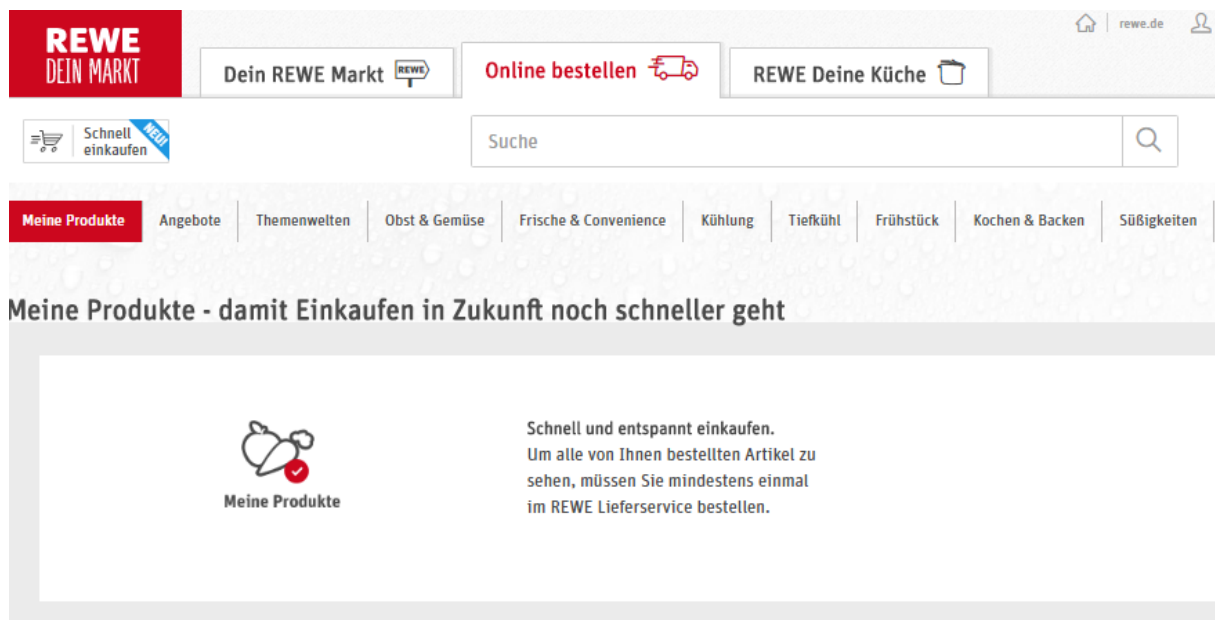 REWE
DEIN MARKT
rewe.de
Dein REWE Markt REWE
Online bestellen
REWE Deine Küche
Schnell
einkaufen
NEU!
Suche
Meine Produkte Angebote Themenwelten Obst & Gemüse Frische & Convenience Kühlung Tiefkühl Frühstück Kochen & Backen Süßigkeiten
Meine Produkte - damit Einkaufen in Zukunft noch schneller geht
Meine Produkte
Schnell und entspannt einkaufen.
Um alle von Ihnen bestellten Artikel zu
sehen, müssen Sie mindestens einmal
im REWE Lieferservice bestellen.